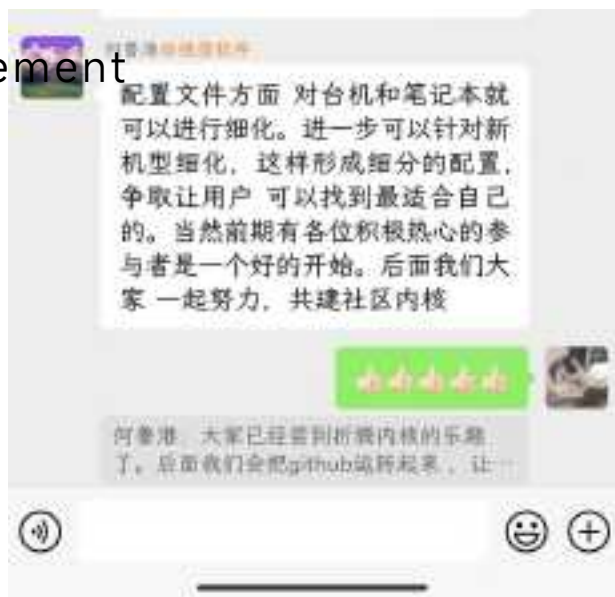 ement
配置文件方面 对台机和笔记本就
可以进行细化。进一步可以针对新
机型细化，这样形成细分的配置，
争取让用户 可以找到最适合自己
的。当然前期有各位积极热心的参
与者是一个好的开始。后面我们大
家 一起努力，共建社区内核
大家已经尝到折腾内核的乐趣
了。后面我们会把github运转起来，让…